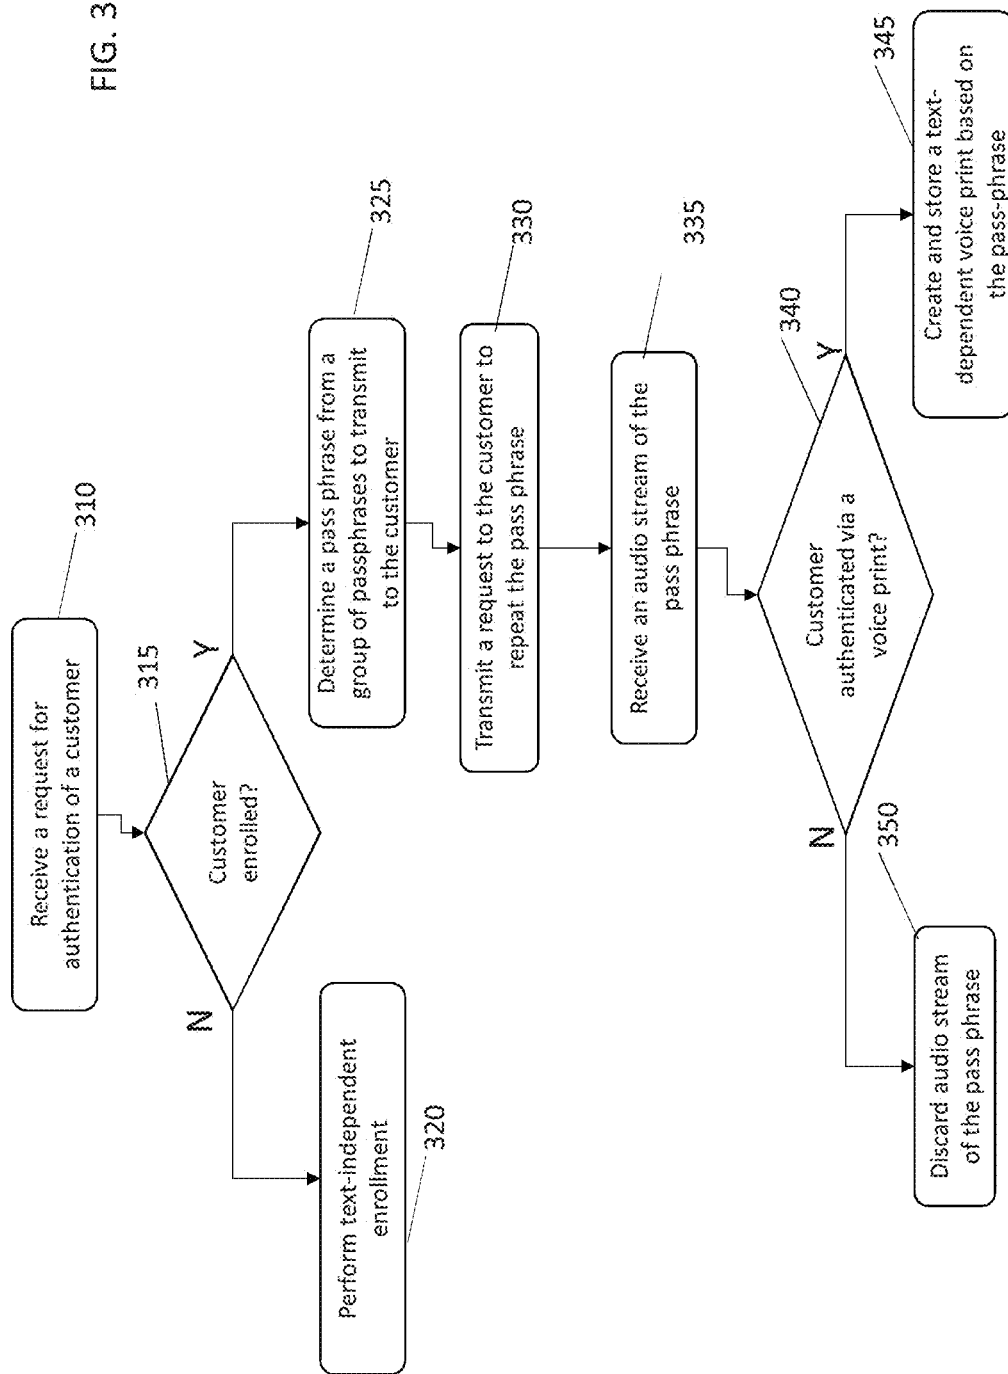 FIG. 3
310
Receive a request for
authentication of a customer
315
Customer
enrolled?
N
Y
Perform text-independent
enrollment
320
325
Determine a pass phrase from a
group of passphrases to transmit
to the customer
330
Transmit a request to the customer to
repeat the pass phrase
335
Receive an audio stream of the
pass phrase
340
Customer
authenticated via a
voice print?
N
Y
350
Discard audio stream
of the pass phrase
345
Create and store a text-
dependent voice print based on
the pass-phrase